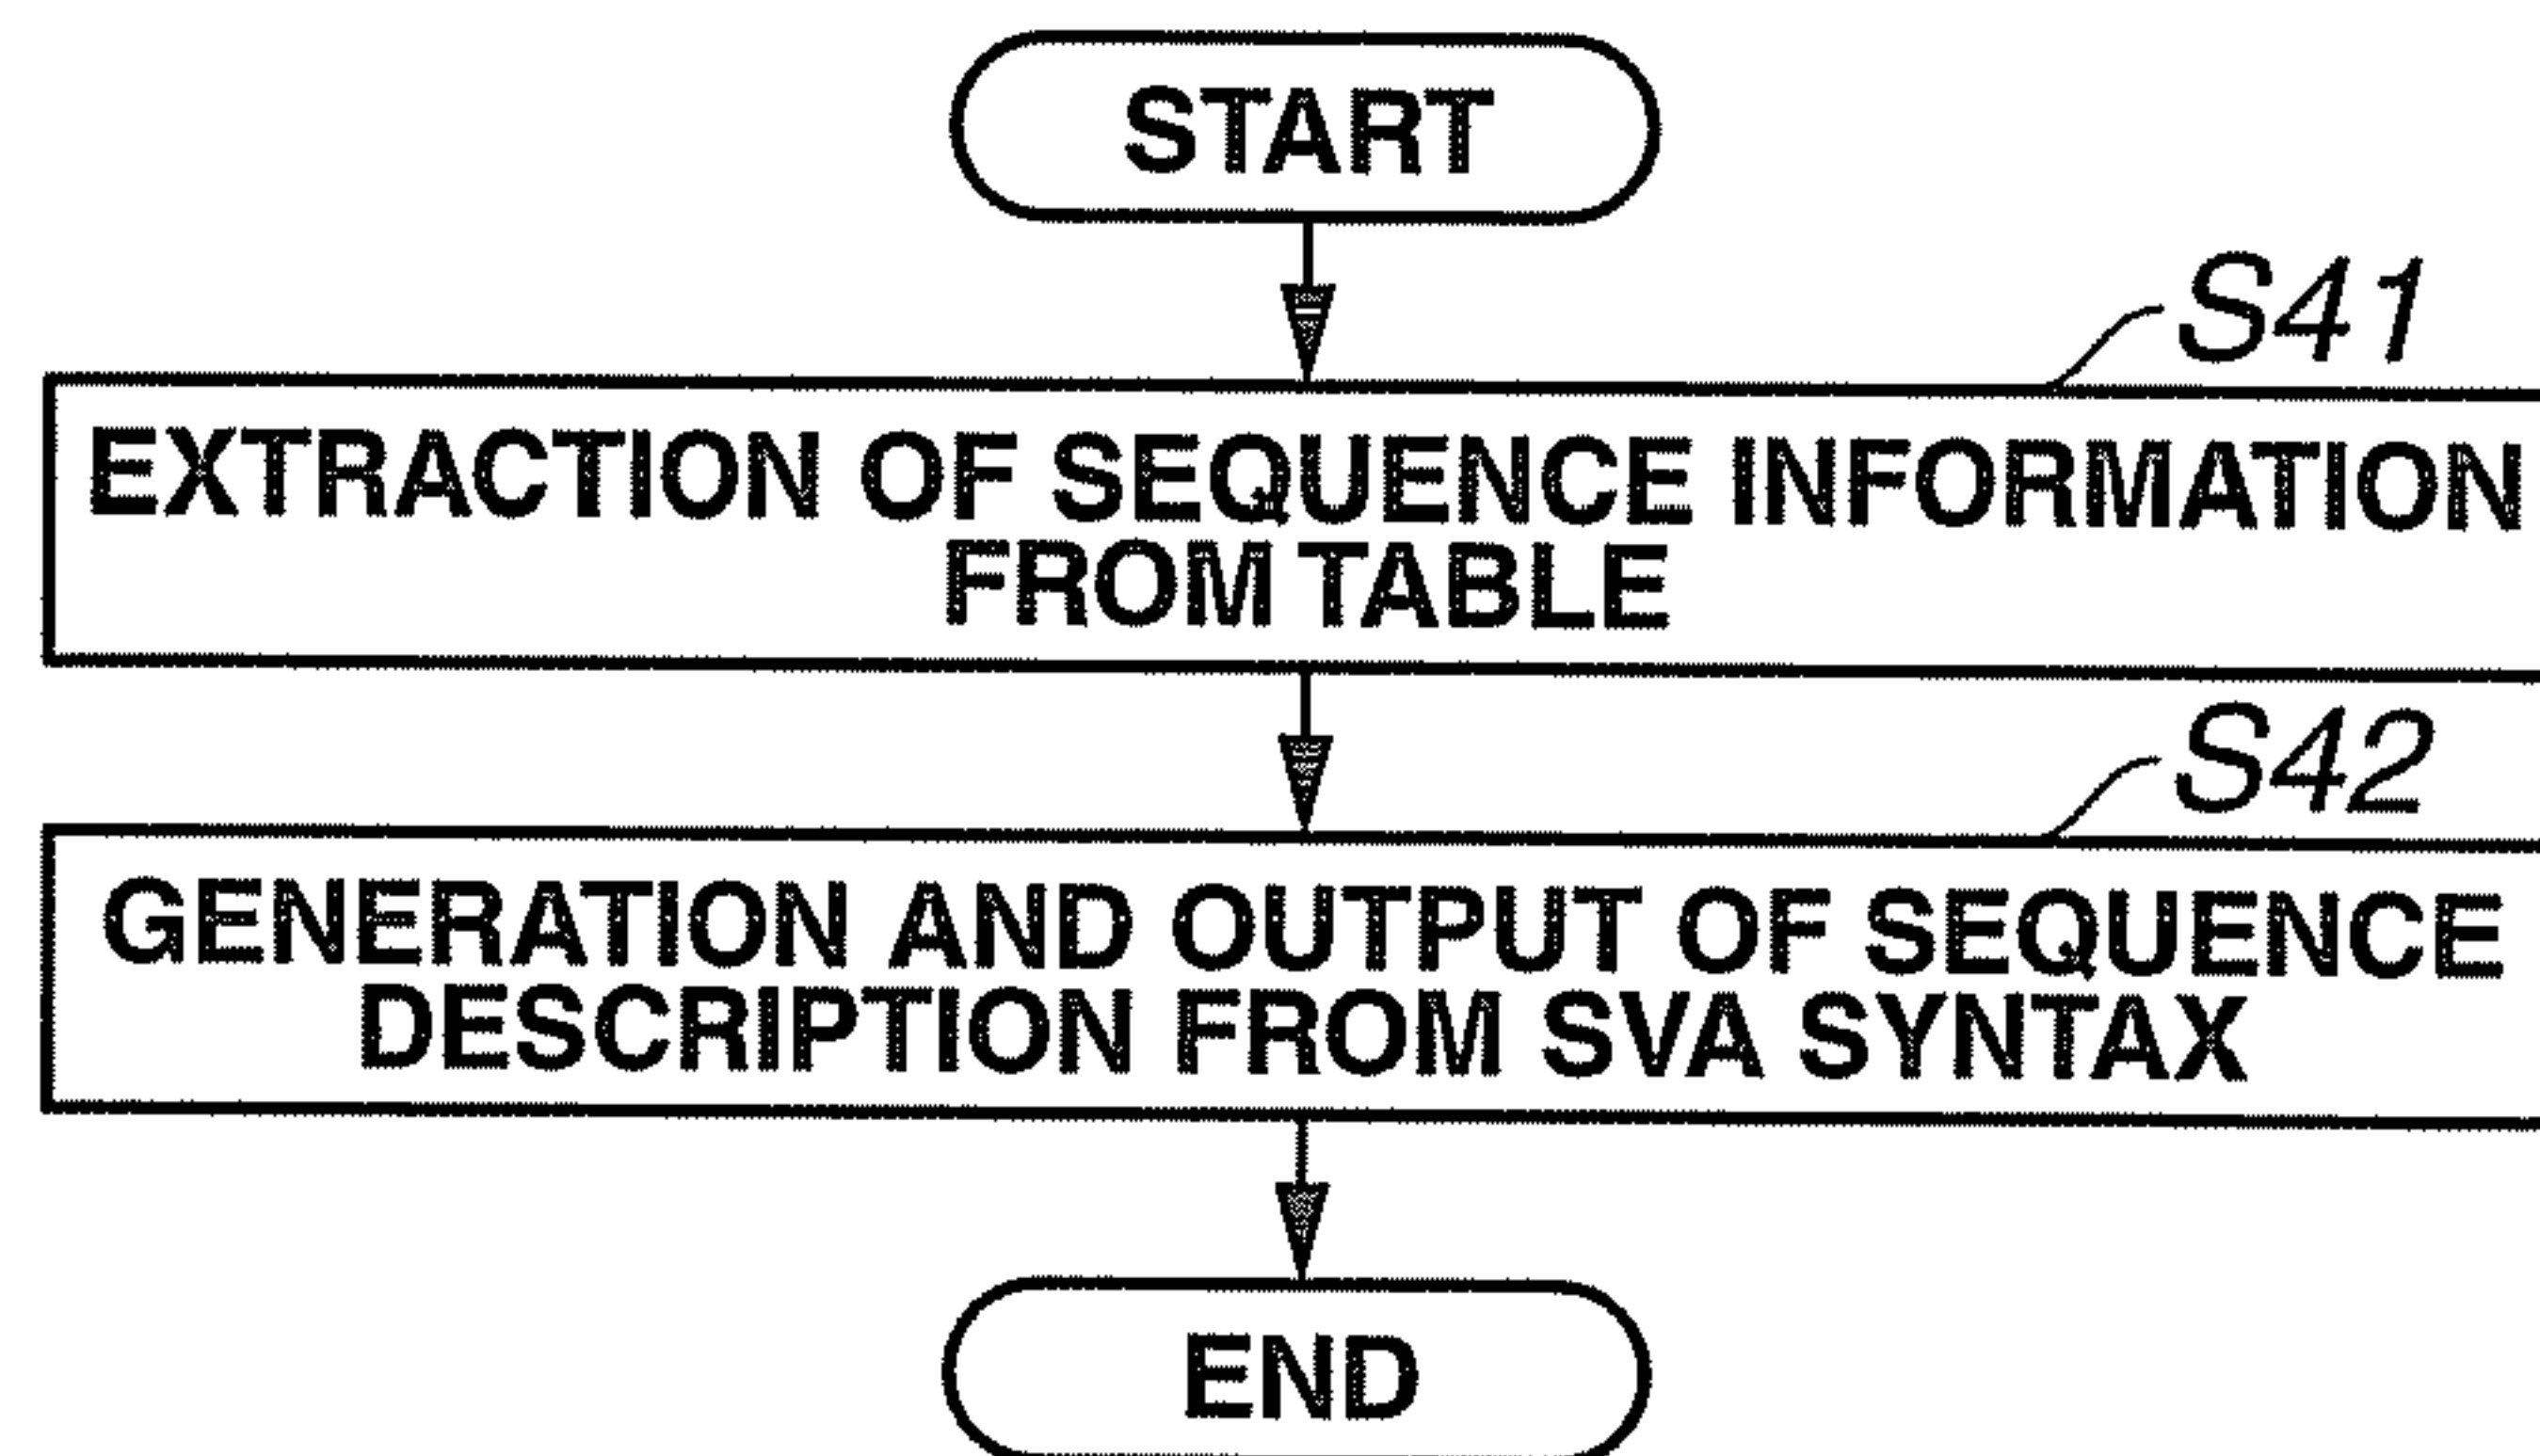 START
S41
EXTRACTION OF SEQUENCE INFORMATION
FROM TABLE
S42
GENERATION AND OUTPUT OF SEQUENCE
DESCRIPTION FROM SVA SYNTAX
END